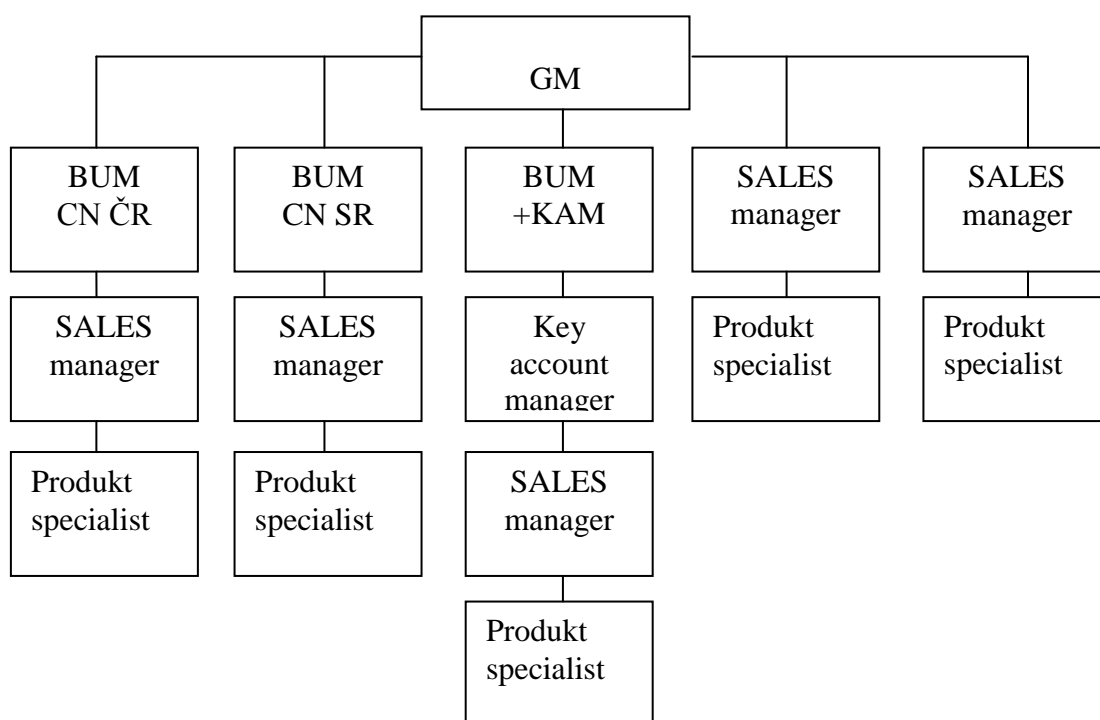 GM
BUM
CN ČR
BUM
CN SR
BUM
+KAM
SALES
manager
SALES
manager
SALES
manager
SALES
manager
Key
account
manager
Produkt
specialist
Produkt
specialist
Produkt
specialist
Produkt
specialist
SALES
manager
Produkt
specialist